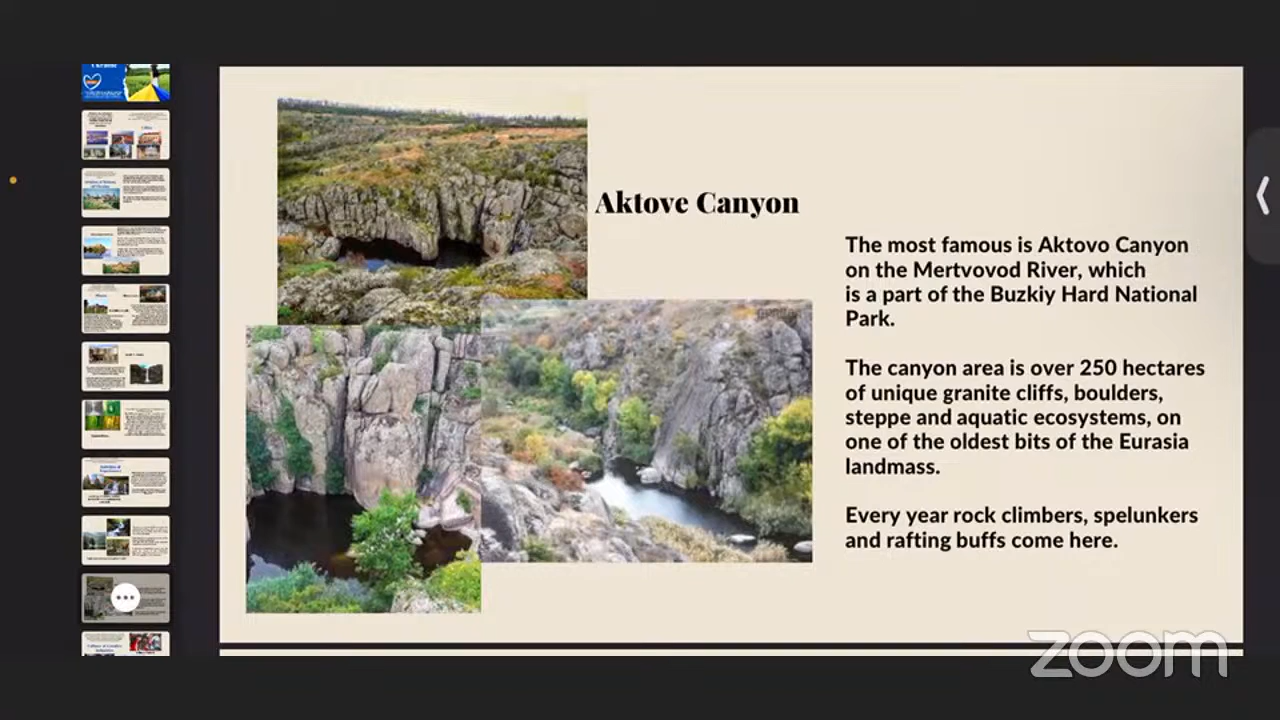 Aktove Canyon
The most famous is Aktovo Canyon
on the Mertvovod River, which
is a part of the Buzkiy Hard National
Park.
The canyon area is over 250 hectares
of unique granite cliffs, boulders,
steppe and aquatic ecosystems, on
one of the oldest bits of the Eurasia
landmass.
Every year rock climbers, spelunkers
and rafting buffs come here.
zoom